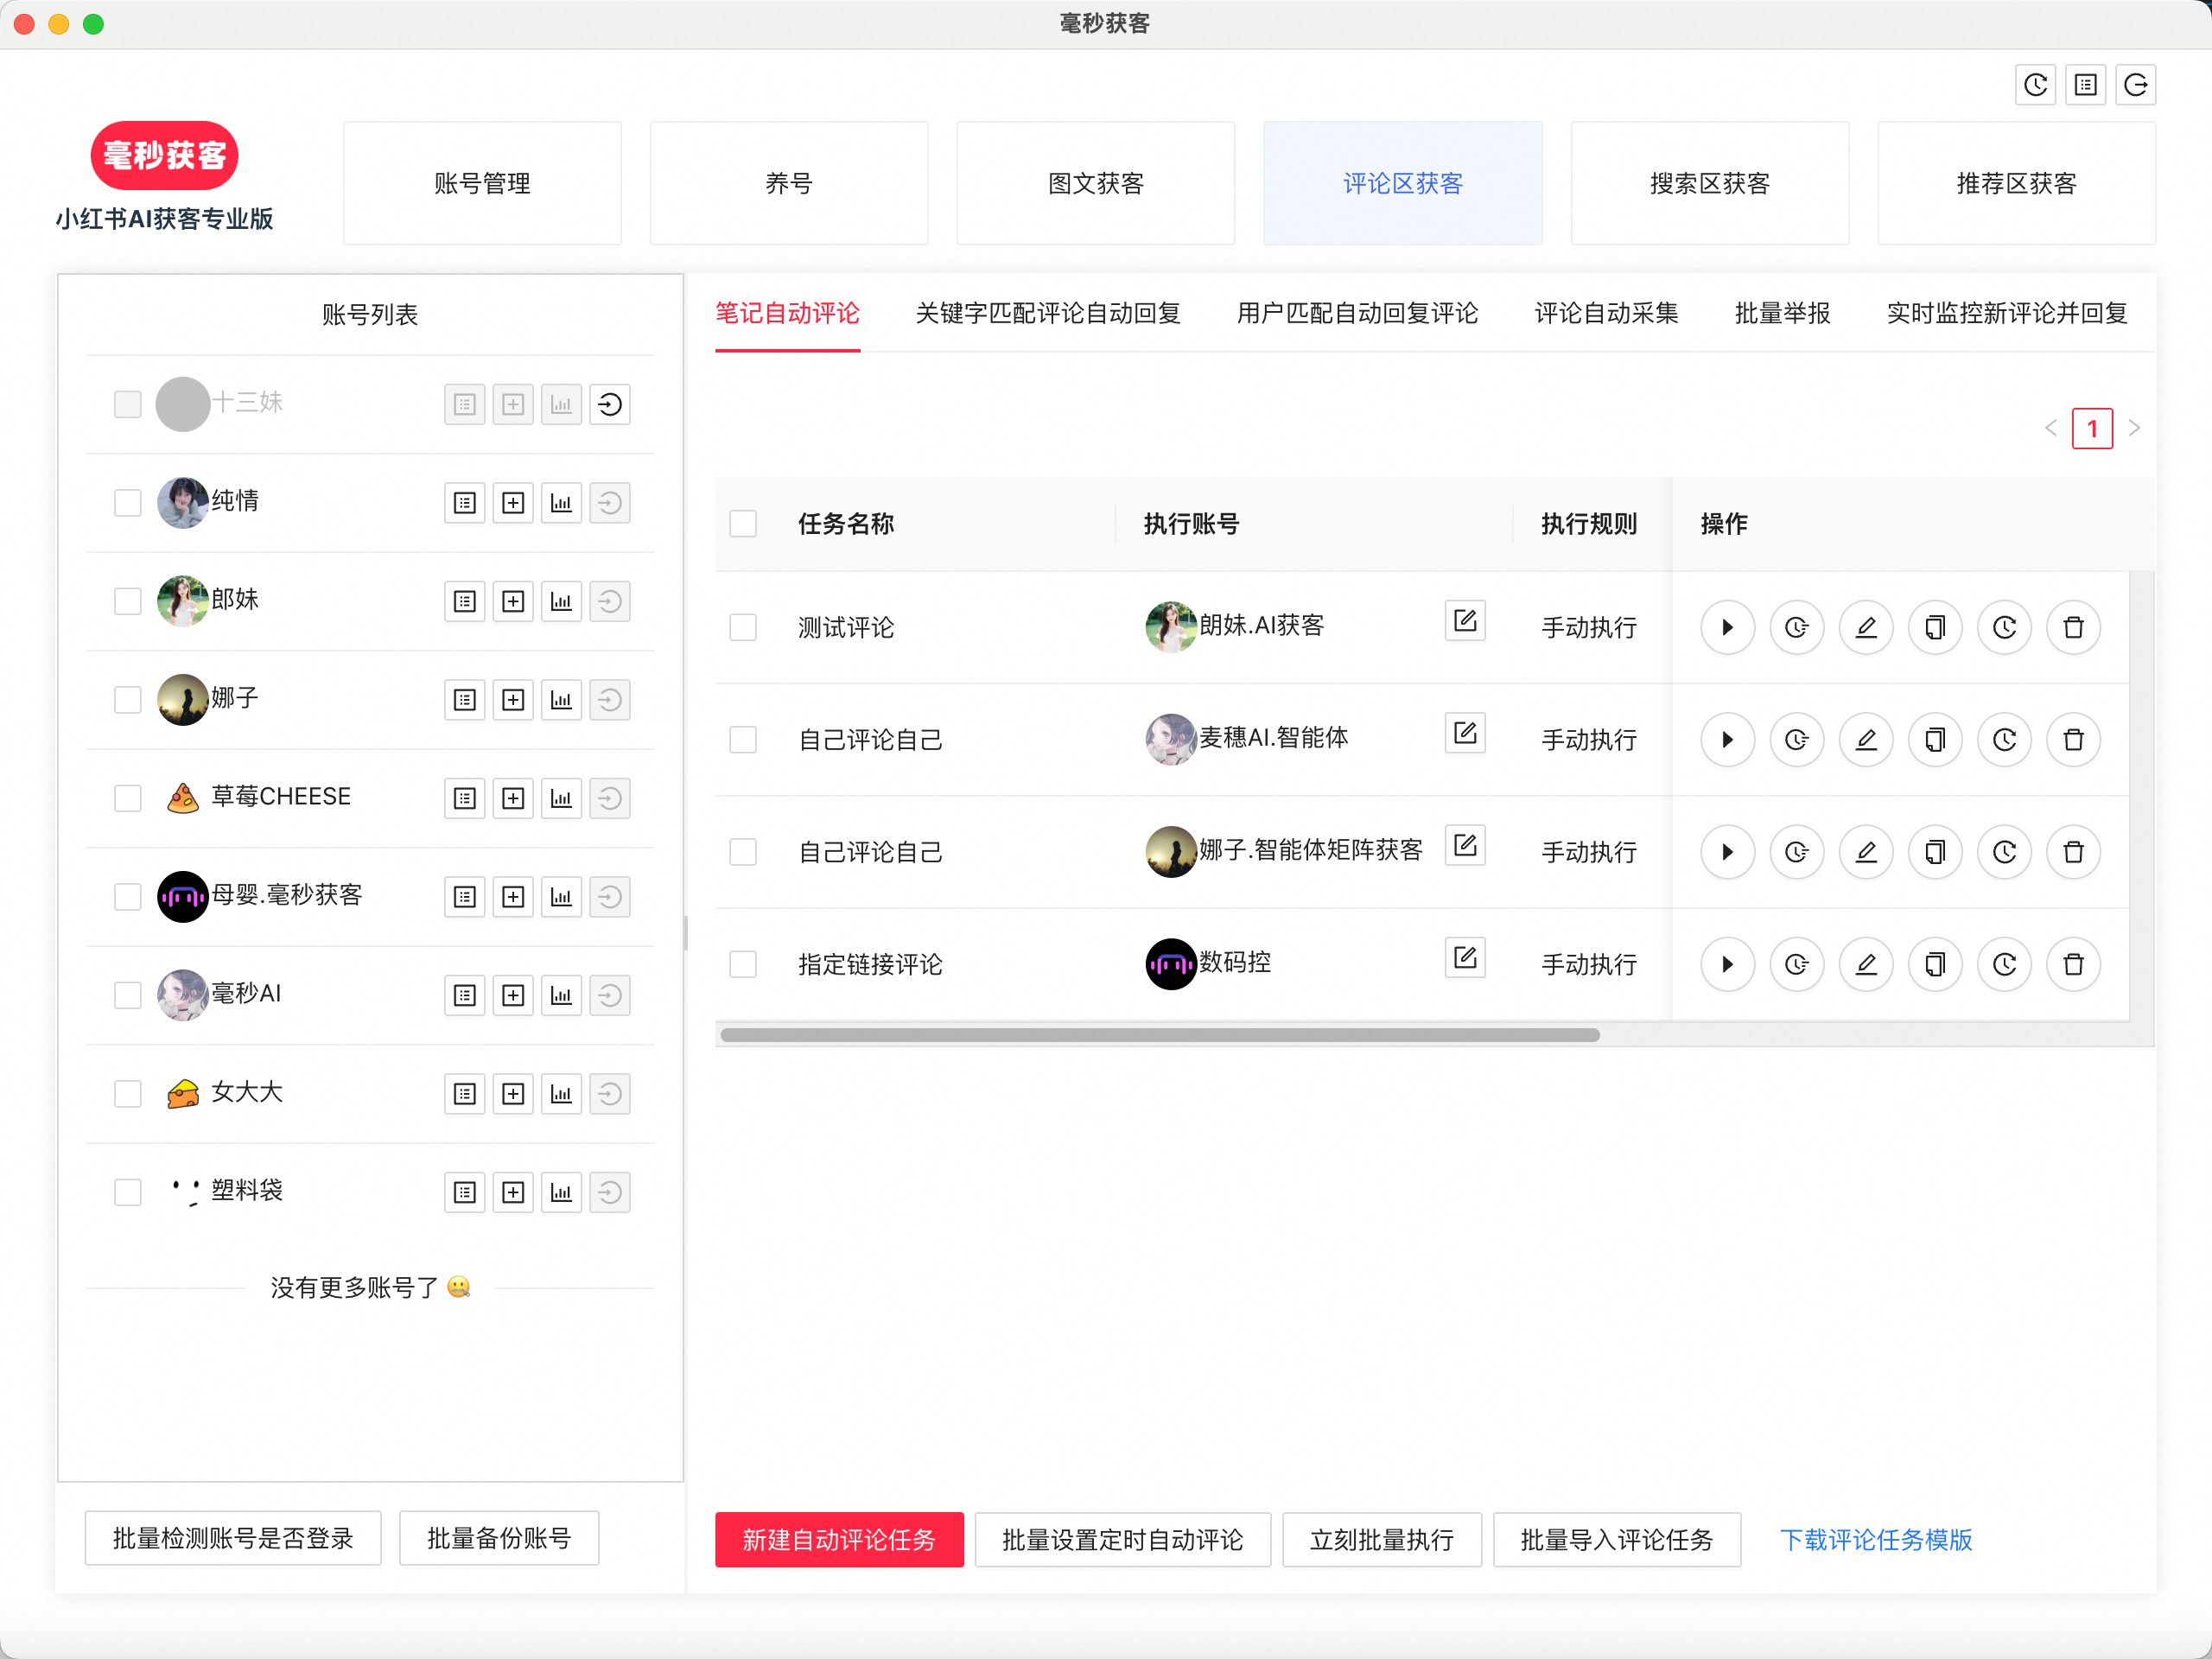 毫秒获客
毫秒获客
小红书AI获客专业版
账号管理
养号
图文获客
评论区获客
搜索区获客
推荐区获客
账号列表
十三妹
纯情
郎妹
娜子
草莓CHEESE
母婴.毫秒获客
毫秒AI
女大大
塑料袋
没有更多账号了
批量检测账号是否登录
批量备份账号
笔记自动评论
关键字匹配评论自动回复
用户匹配自动回复评论
评论自动采集
批量举报
实时监控新评论并回复
1
任务名称 执行账号 执行规则 操作
测试评论 朗妹.AI获客 手动执行
自己评论自己 麦穗AI.智能体 手动执行
自己评论自己 娜子.智能体矩阵获客 手动执行
指定链接评论 数码控 手动执行
新建自动评论任务
批量设置定时自动评论
立刻批量执行
批量导入评论任务
下载评论任务模版